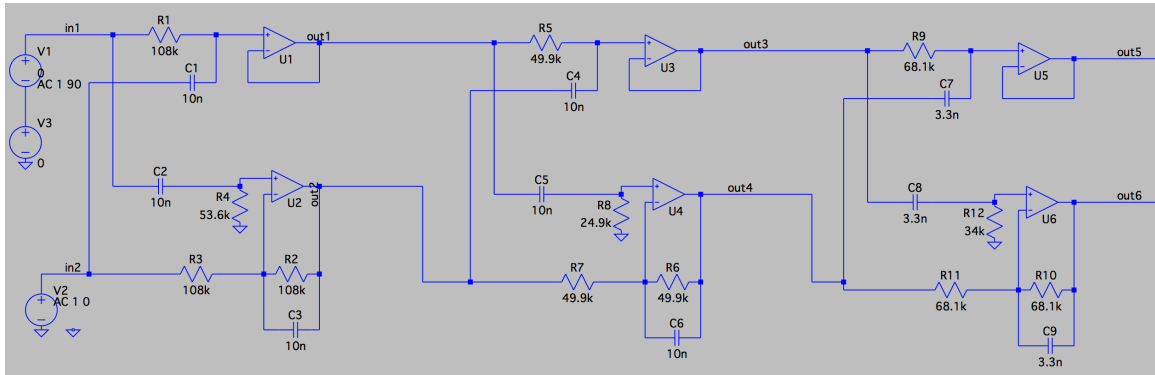 in1
R1
108k
U1
out1
C1
10n
V1
0
AC 1 90
V3
0
C2
10n
R4
53.6k
U2
out2
in2
R3
108k
R2
108k
C3
10n
V2
AC 1 0
R5
49.9k
U3
out3
C4
10n
C5
10n
R8
24.9k
U4
out4
R7
49.9k
R6
49.9k
C6
10n
R9
68.1k
U5
out5
C7
3.3n
C8
3.3n
R12
34k
U6
out6
R11
68.1k
R10
68.1k
C9
3.3n